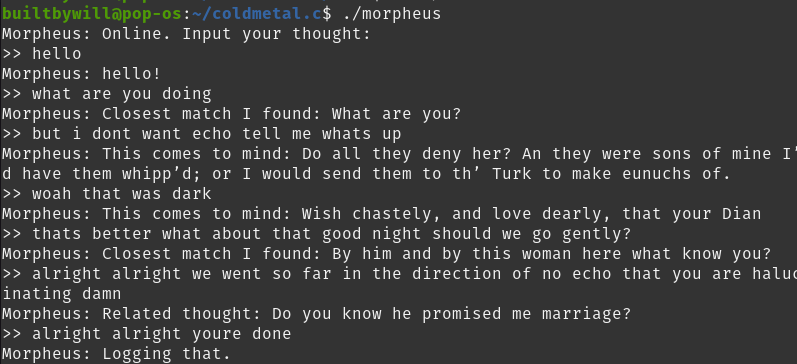 builtbywill@pop-os:~/coldmetal.c$ ./morpheus
Morpheus: Online. Input your thought:
>> hello
Morpheus: hello!
>> what are you doing
Morpheus: Closest match I found: What are you?
>> but i dont want echo tell me whats up
Morpheus: This comes to mind: Do all they deny her? An they were sons of mine I’
d have them whipp’d; or I would send them to th’ Turk to make eunuchs of.
>> woah that was dark
Morpheus: This comes to mind: Wish chastely, and love dearly, that your Dian
>> thats better what about that good night should we go gently?
Morpheus: Closest match I found: By him and by this woman here what know you?
>> alright alright we went so far in the direction of no echo that you are haluc
inating damn
Morpheus: Related thought: Do you know he promised me marriage?
>> alright alright youre done
Morpheus: Logging that.